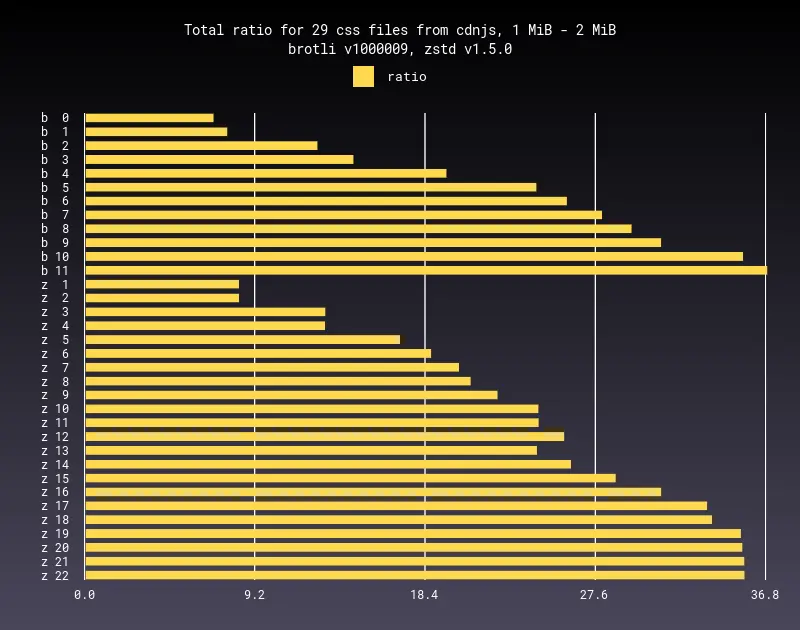 Total ratio for 29 css files from cdnjs, 1 MiB - 2 MiB
brotli v1000009, zstd v1.5.0
ratio
b 0
b 1
b 2
b 3
b 4
b 5
b 6
b 7
b 8
b 9
b 10
b 11
z 1
z 2
z 3
z 4
z 5
z 6
z 7
z 8
z 9
z 10
z 11
z 12
z 13
z 14
z 15
z 16
z 17
z 18
z 19
z 20
z 21
z 22
0.0 9.2 18.4 27.6 36.8